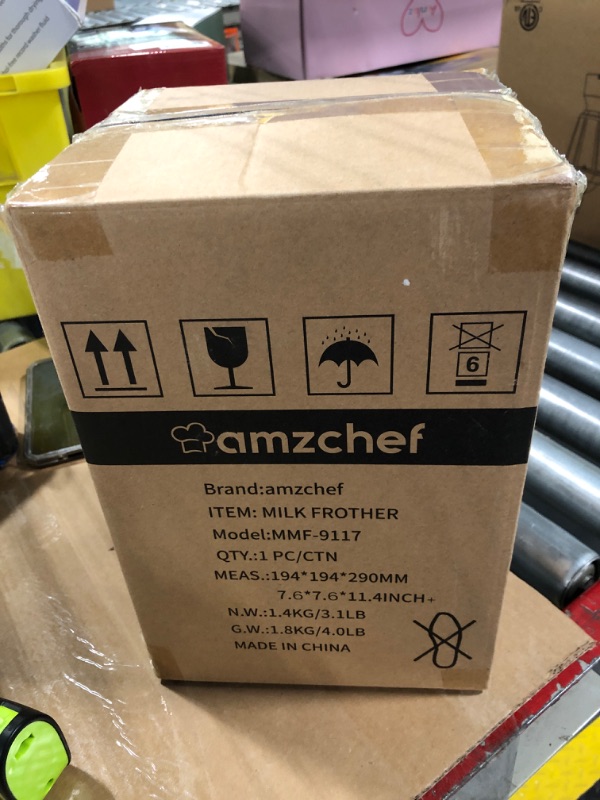 6
amzchef
Brand:amzchef
ITEM: MILK FROTHER
Model:MMF-9117
QTY.:1 PC/CTN
MEAS.:194*194*290MM
7.6*7.6*11.4INCH+
N.W.:1.4KG/3.1LB
G.W.:1.8KG/4.0LB
MADE IN CHINA